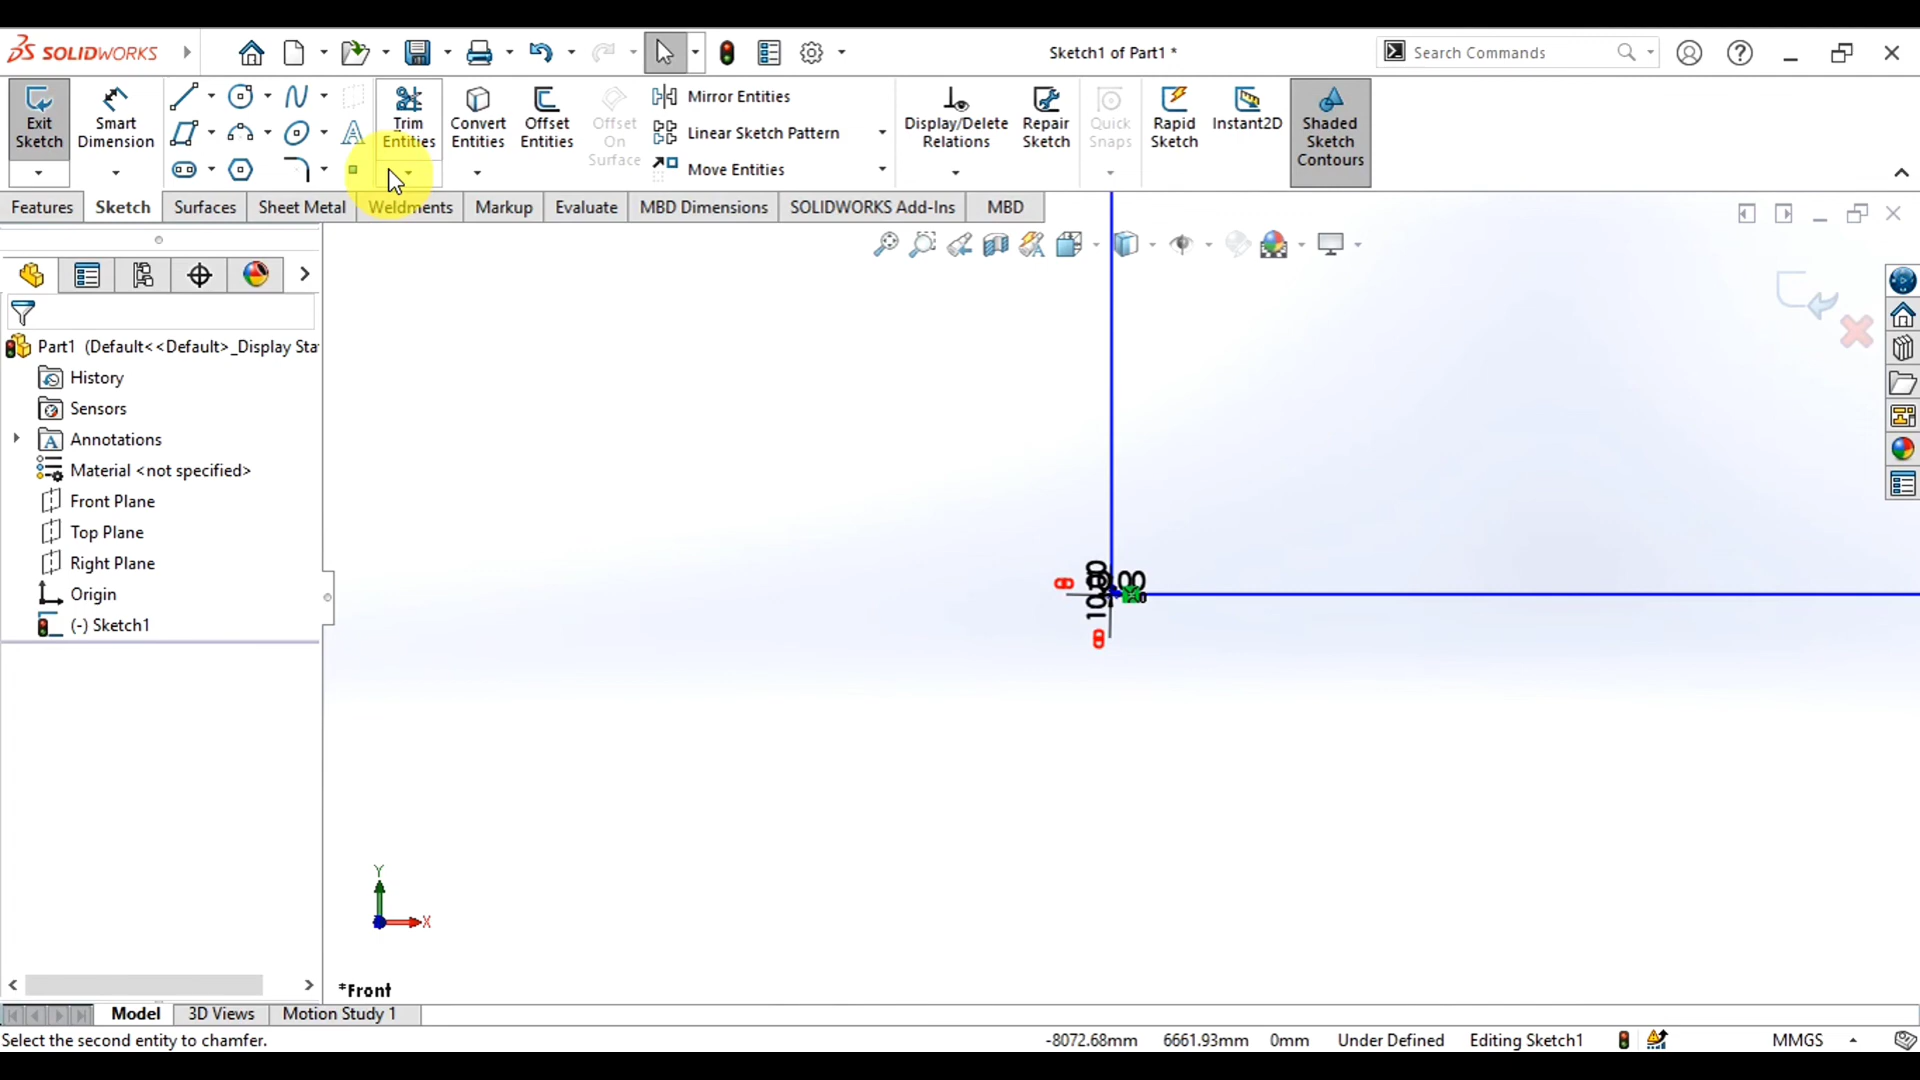 SOLIDWORKS
Sketch1 of Part1 *
Search Commands
Exit Sketch
Smart Dimension
Trim Entities
Convert Entities
Offset Entities
Offset On Surface
Mirror Entities
Linear Sketch Pattern
Move Entities
Display/Delete Relations
Repair Sketch
Quick Snaps
Rapid Sketch
Instant2D
Shaded Sketch Contours
Features
Sketch
Surfaces
Sheet Metal
Weldments
Markup
Evaluate
MBD Dimensions
SOLIDWORKS Add-Ins
MBD
Part1 (Default<<Default>_Display Sta
History
Sensors
Annotations
Material <not specified>
Front Plane
Top Plane
Right Plane
Origin
(-) Sketch1
Y
X
*Front
Model
3D Views
Motion Study 1
Select the second entity to chamfer.
-8072.68mm
6661.93mm
0mm
Under Defined
Editing Sketch1
MMGS